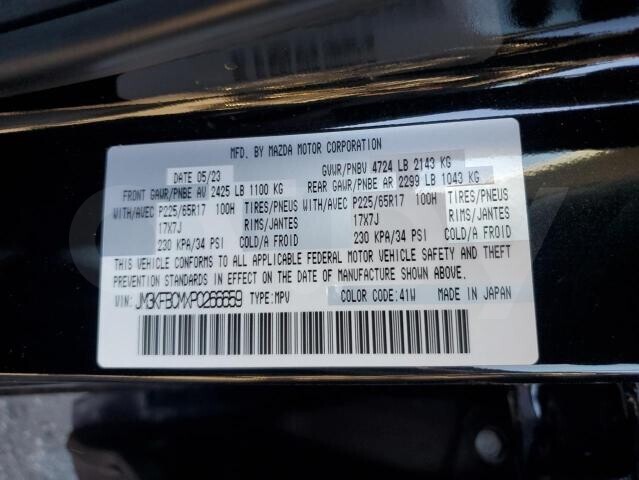 MFD. BY MAZDA MOTOR CORPORATION
DATE 05/23 GVWR/PNBV 4724 LB 2143 KG
FRONT GAWR/PNBE AV 2425 LB 1100 KG REAR GAWR/PNBE AR 2299 LB 1043 KG
WITH/AVEC P225/65R17 100H TIRES/PNEUS WITH/AVEC P225/65R17 100H TIRES/PNEUS
17X7J RIMS/JANTES 17X7J RIMS/JANTES
230 KPA/34 PSI COLD/A FROID 230 KPA/34 PSI COLD/A FROID
THIS VEHICLE CONFORMS TO ALL APPLICABLE FEDERAL MOTOR VEHICLE SAFETY AND THEFT
PREVENTION STANDARDS IN EFFECT ON THE DATE OF MANUFACTURE SHOWN ABOVE.
VIN: JM3KFBCMXP0266659 TYPE:MPV COLOR CODE:41W MADE IN JAPAN